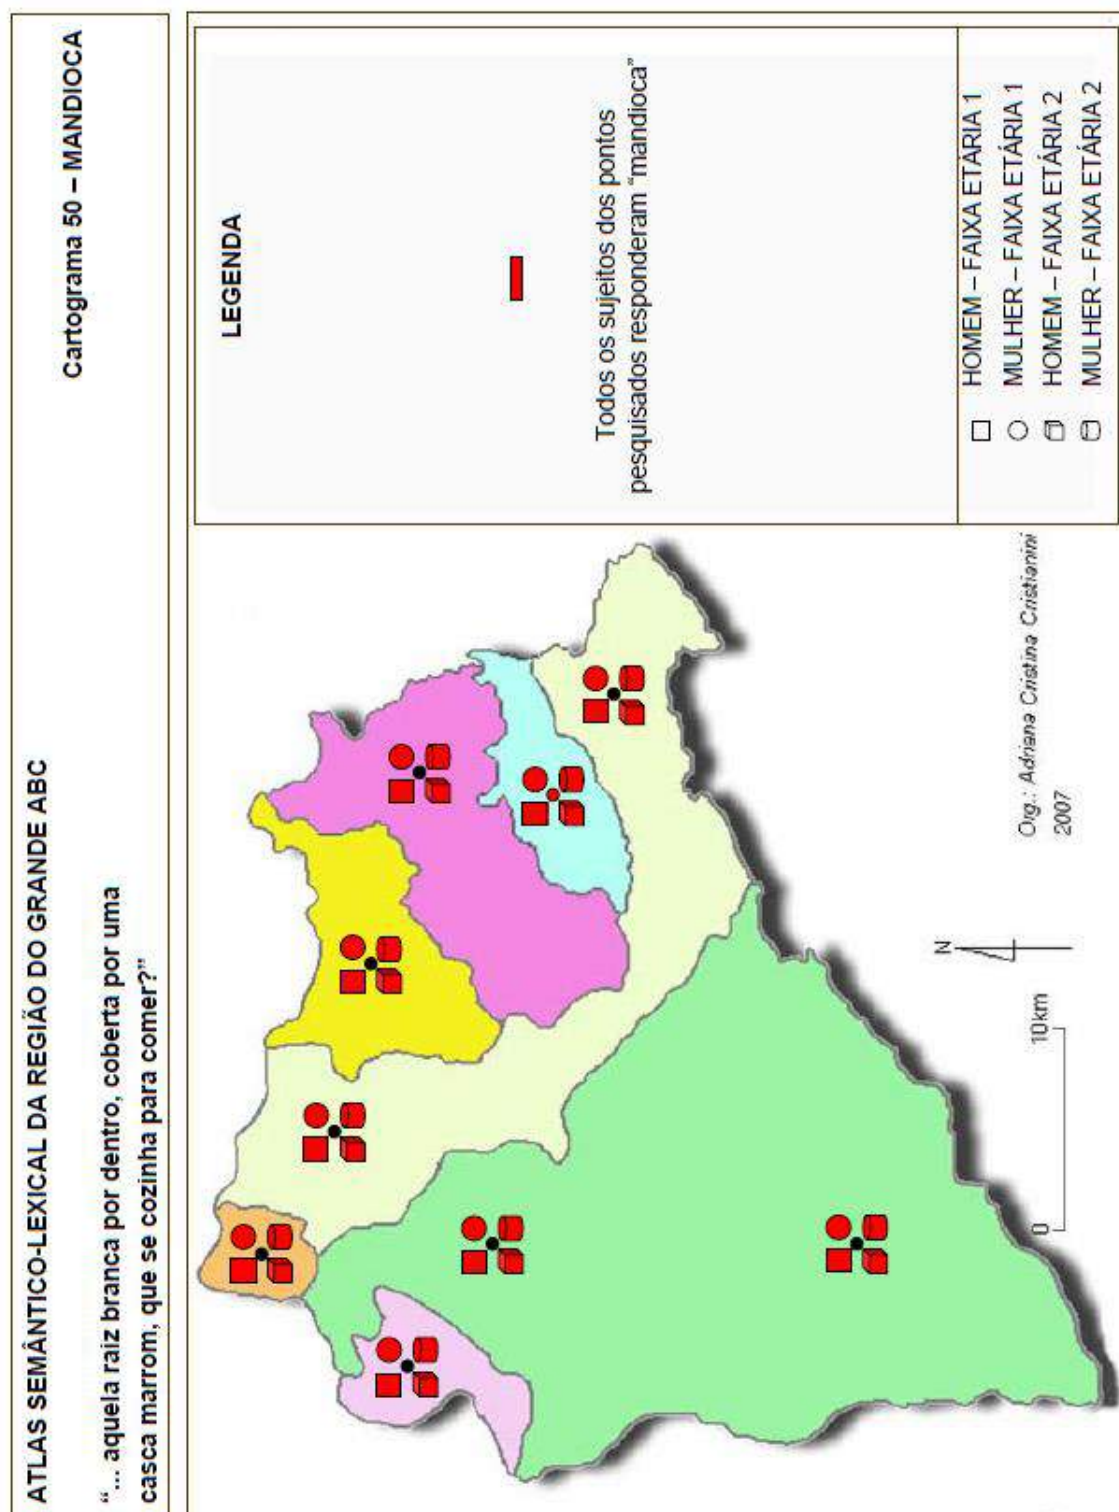 ATLAS SEMÂNTICO-LEXICAL DA REGIÃO DO GRANDE ABC
Cartograma 50 – MANDIOCA
“... aquela raiz branca por dentro, coberta por uma
casca marrom, que se cozinha para comer?”
LEGENDA
Todos os sujeitos dos pontos
pesquisados responderam “mandioca”
HOMEM – FAIXA ETÁRIA 1
MULHER – FAIXA ETÁRIA 1
HOMEM – FAIXA ETÁRIA 2
MULHER – FAIXA ETÁRIA 2
N
0 10km
Org.: Adriana Cristina Cristianini
2007